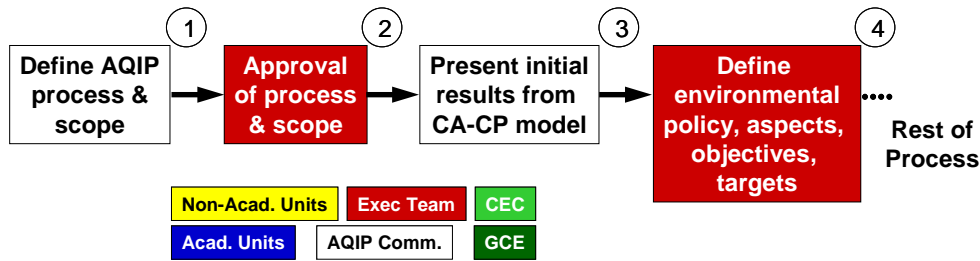 1
2
3
4
Define AQIP
process &
scope
Approval
of process
& scope
Present initial
results from
CA-CP model
Define
environmental
policy, aspects,
objectives,
targets
Rest of
Process
Non-Acad. Units
Exec Team
CEC
Acad. Units
AQIP Comm.
GCE